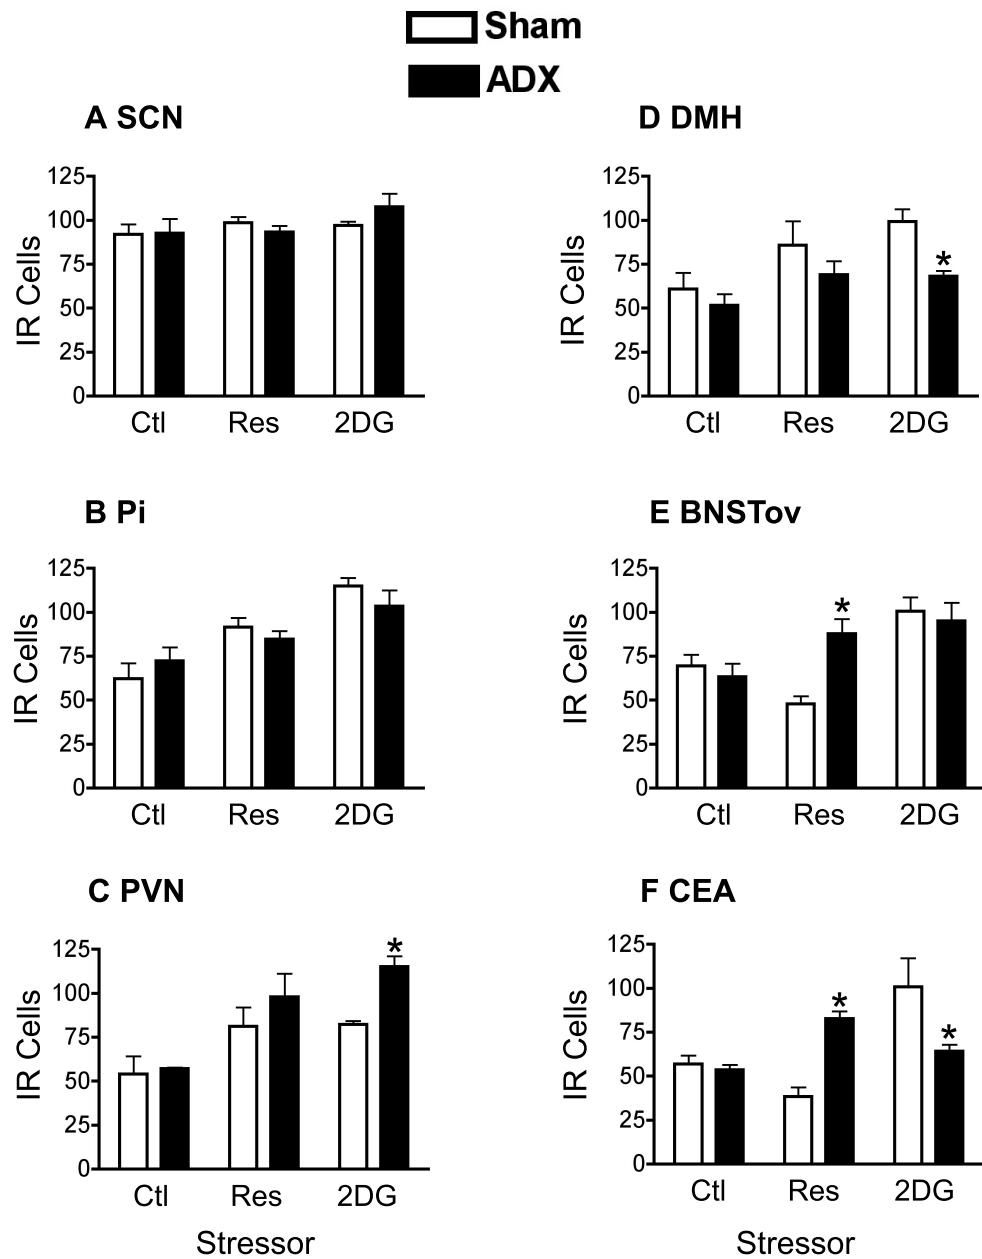 Sham
ADX
A SCN
125
100
75
50
25
0
IR Cells
Ctl Res 2DG
D DMH
125
100
75
50
25
0
IR Cells
*
Ctl Res 2DG
B Pi
125
100
75
50
25
0
IR Cells
Ctl Res 2DG
E BNSTov
125
100
75
50
25
0
IR Cells
*
Ctl Res 2DG
C PVN
125
100
75
50
25
0
IR Cells
*
Ctl Res 2DG
Stressor
F CEA
125
100
75
50
25
0
IR Cells
* *
Ctl Res 2DG
Stressor